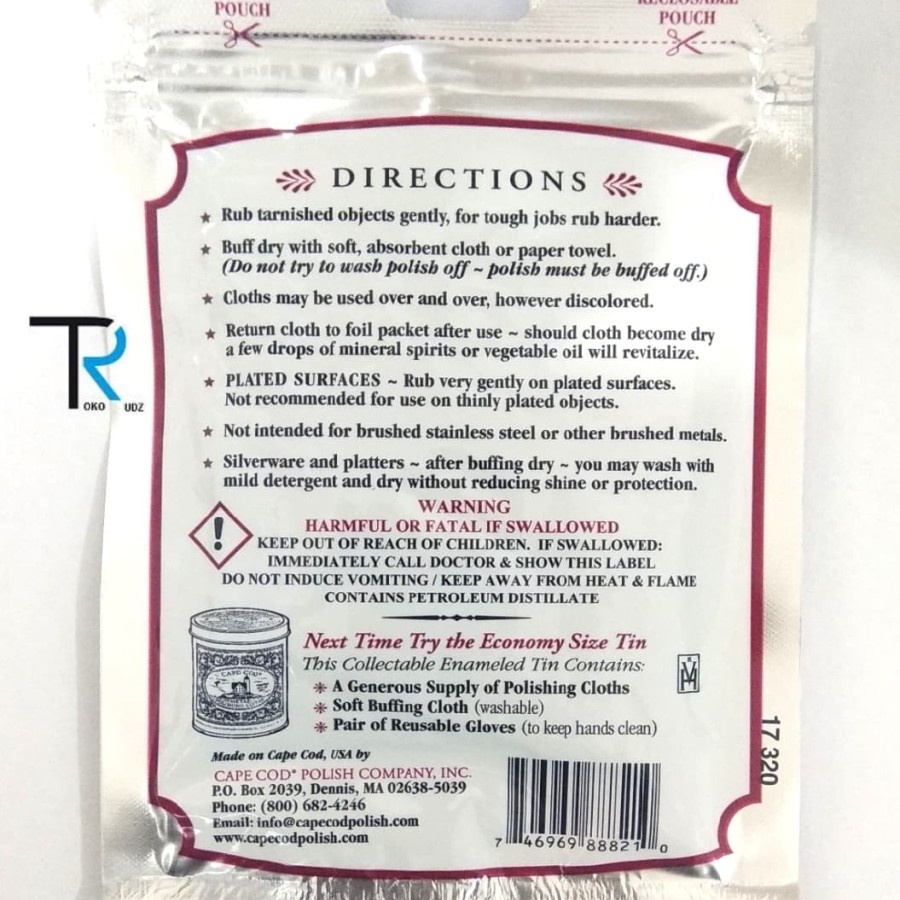 POUCH
RECLOSABLE
POUCH
DIRECTIONS
Rub tarnished objects gently, for tough jobs rub harder.
Buff dry with soft, absorbent cloth or paper towel.
(Do not try to wash polish off ~ polish must be buffed off.)
Cloths may be used over and over, however discolored.
Return cloth to foil packet after use ~ should cloth become dry
a few drops of mineral spirits or vegetable oil will revitalize.
PLATED SURFACES ~ Rub very gently on plated surfaces.
Not recommended for use on thinly plated objects.
Not intended for brushed stainless steel or other brushed metals.
Silverware and platters ~ after buffing dry ~ you may wash with
mild detergent and dry without reducing shine or protection.
TR
OKO UDZ
WARNING
HARMFUL OR FATAL IF SWALLOWED
KEEP OUT OF REACH OF CHILDREN. IF SWALLOWED:
IMMEDIATELY CALL DOCTOR & SHOW THIS LABEL
DO NOT INDUCE VOMITING / KEEP AWAY FROM HEAT & FLAME
CONTAINS PETROLEUM DISTILLATE
Next Time Try the Economy Size Tin
This Collectable Enameled Tin Contains:
A Generous Supply of Polishing Cloths
Soft Buffing Cloth (washable)
Pair of Reusable Gloves (to keep hands clean)
CAPE COD®
Made on Cape Cod, USA by
CAPE COD® POLISH COMPANY, INC.
P.O. Box 2039, Dennis, MA 02638-5039
Phone: (800) 682-4246
Email: info@capecodpolish.com
www.capecodpolish.com
7 46969 88821 0
17 320